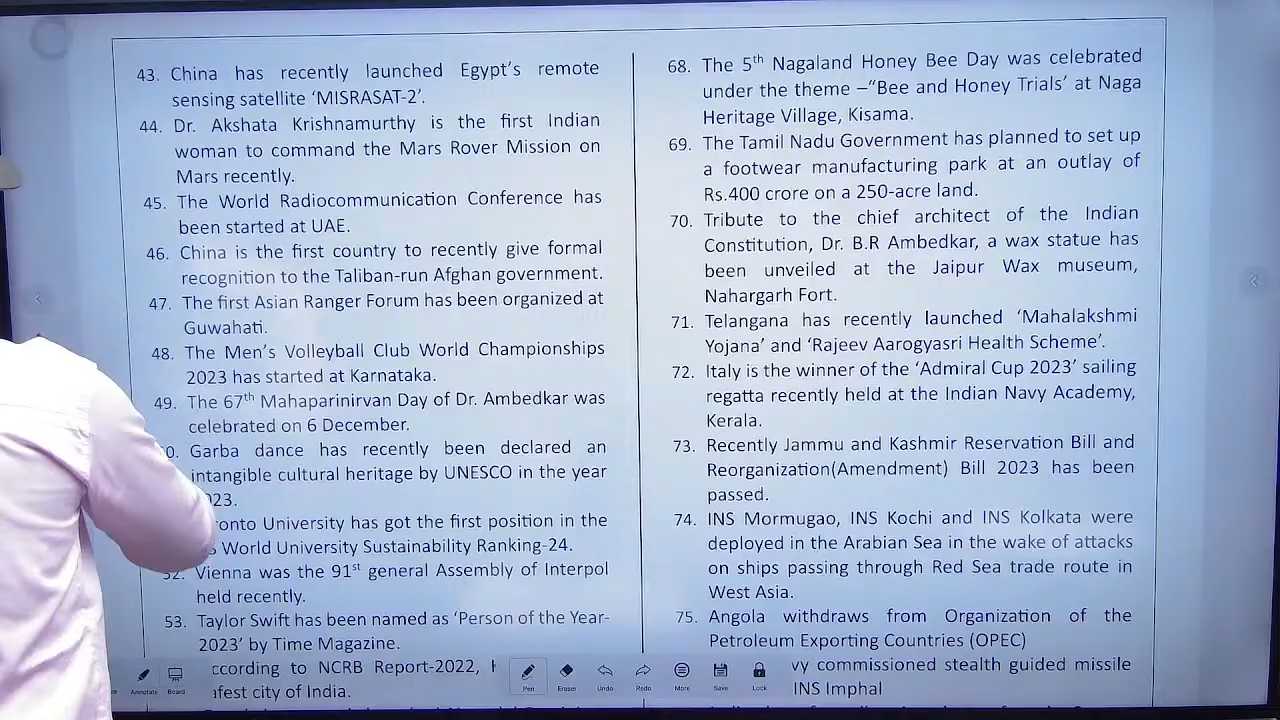 43. China has recently launched Egypt's remote
sensing satellite 'MISRASAT-2'.
44. Dr. Akshata Krishnamurthy is the first Indian
woman to command the Mars Rover Mission on
Mars recently.
45. The World Radiocommunication Conference has
been started at UAE.
46. China is the first country to recently give formal
recognition to the Taliban-run Afghan government.
47. The first Asian Ranger Forum has been organized at
Guwahati.
48. The Men's Volleyball Club World Championships
2023 has started at Karnataka.
49. The 67th Mahaparinirvan Day of Dr. Ambedkar was
celebrated on 6 December.
0. Garba dance has recently been declared an
intangible cultural heritage by UNESCO in the year
023.
ronto University has got the first position in the
World University Sustainability Ranking-24.
52. Vienna was the 91st general Assembly of Interpol
held recently.
53. Taylor Swift has been named as 'Person of the Year-
2023' by Time Magazine.
ccording to NCRB Report-2022,
afest city of India.
68. The 5th Nagaland Honey Bee Day was celebrated
under the theme –"Bee and Honey Trials' at Naga
Heritage Village, Kisama.
69. The Tamil Nadu Government has planned to set up
a footwear manufacturing park at an outlay of
Rs.400 crore on a 250-acre land.
70. Tribute to the chief architect of the Indian
Constitution, Dr. B.R Ambedkar, a wax statue has
been unveiled at the Jaipur Wax museum,
Nahargarh Fort.
71. Telangana has recently launched 'Mahalakshmi
Yojana' and 'Rajeev Aarogyasri Health Scheme'.
72. Italy is the winner of the 'Admiral Cup 2023' sailing
regatta recently held at the Indian Navy Academy,
Kerala.
73. Recently Jammu and Kashmir Reservation Bill and
Reorganization(Amendment) Bill 2023 has been
passed.
74. INS Mormugao, INS Kochi and INS Kolkata were
deployed in the Arabian Sea in the wake of attacks
on ships passing through Red Sea trade route in
West Asia.
75. Angola withdraws from Organization of the
Petroleum Exporting Countries (OPEC)
vy commissioned stealth guided missile
INS Imphal
Annotate Board Pen Eraser Undo Redo More Save Lock